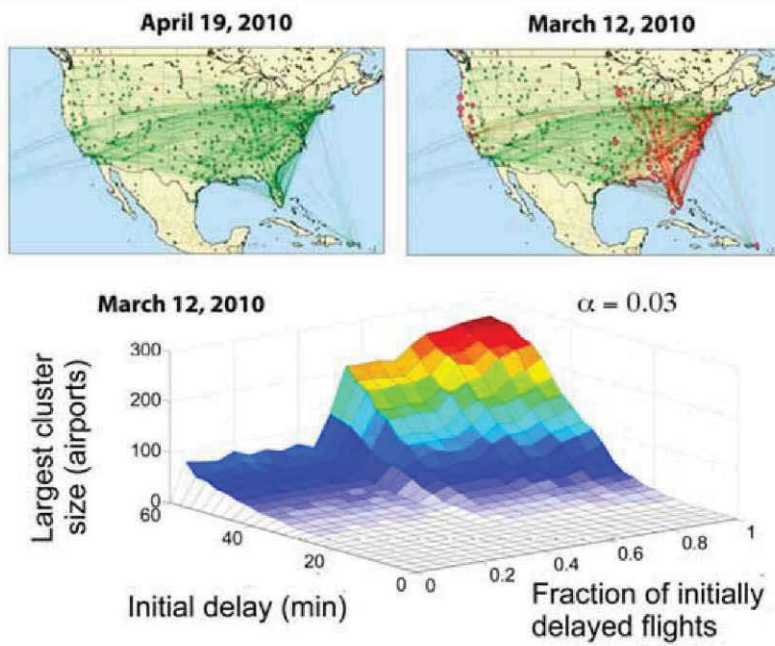 April 19, 2010
March 12, 2010
March 12, 2010
α = 0.03
Largest cluster
size (airports)
300
200
100
0
60
40
20
0
Initial delay (min)
0
0.2
0.4
0.6
0.8
1
Fraction of initially
delayed flights